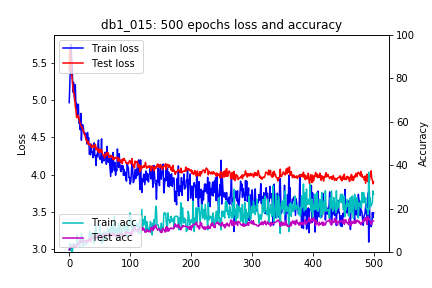 db1_015: 500 epochs loss and accuracy
Train loss
Test loss
Train acc
Test acc
Loss
5.5
5.0
4.5
4.0
3.5
3.0
Accuracy
100
80
60
40
20
0
0
100
200
300
400
500